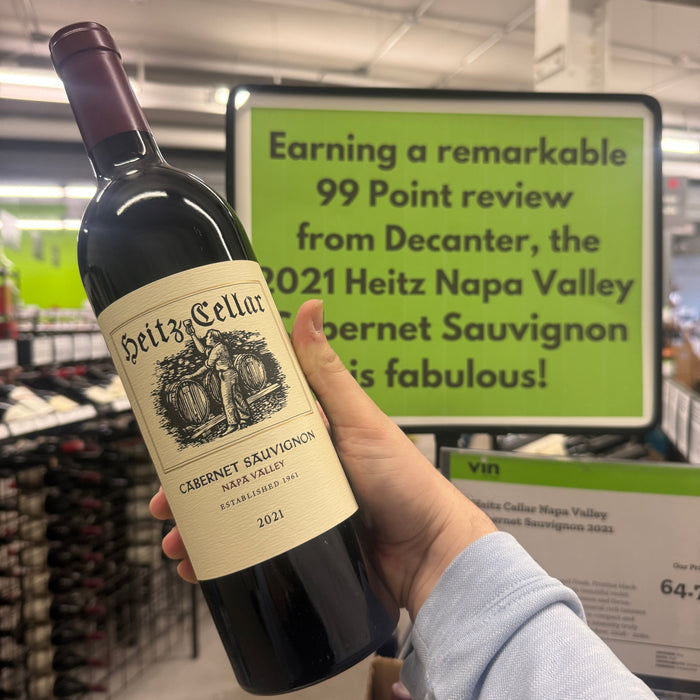 Heitz Cellar
CABERNET SAUVIGNON
NAPA VALLEY
ESTABLISHED 1961
2021
Earning a remarkable
99 Point review
from Decanter, the
2021 Heitz Napa Valley
Cabernet Sauvignon
is fabulous!
vin
Heitz Cellar Napa Valley
Cabernet Sauvignon 2021
Our
64.